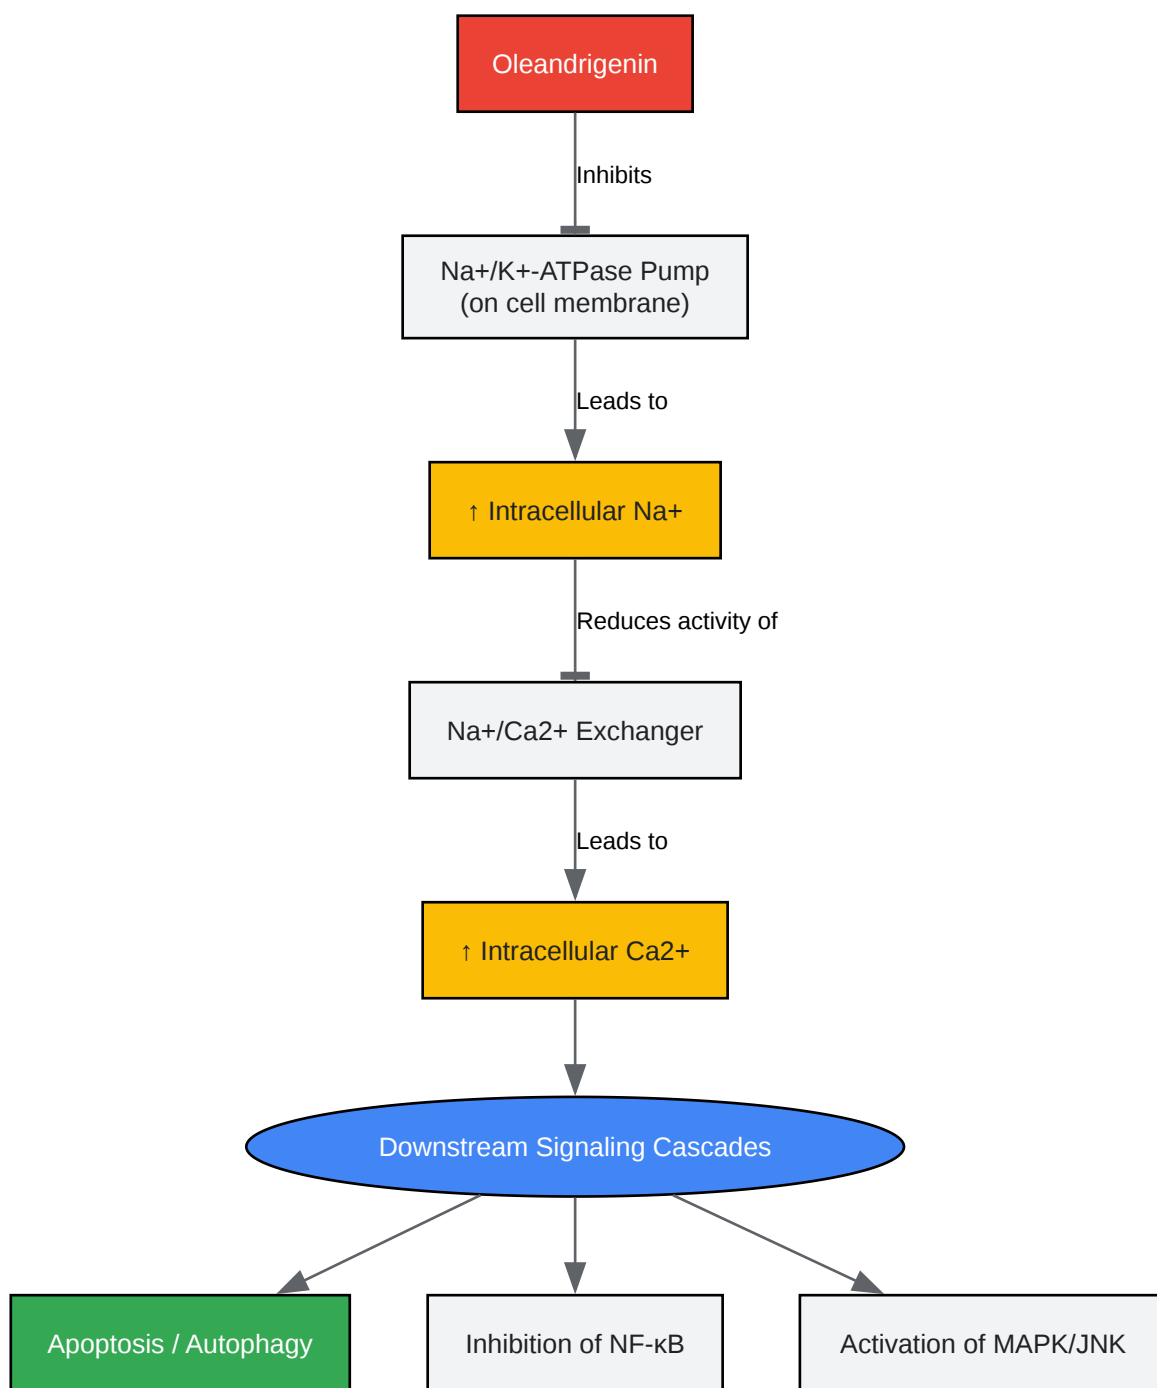 Oleandrigenin
Inhibits
Na+/K+-ATPase Pump
(on cell membrane)
Leads to
↑ Intracellular Na+
Reduces activity of
Na+/Ca2+ Exchanger
Leads to
↑ Intracellular Ca2+
Downstream Signaling Cascades
Apoptosis / Autophagy
Inhibition of NF-κB
Activation of MAPK/JNK